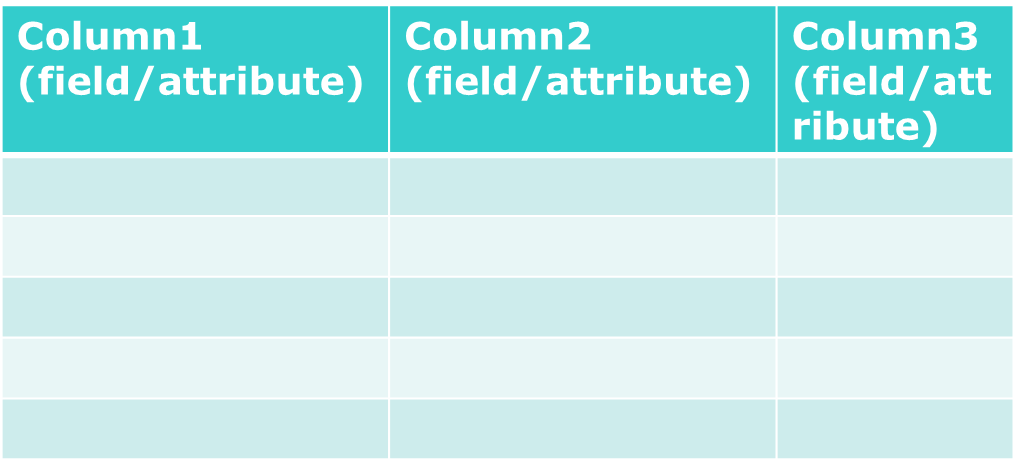 Column1
(field/attribute)
Column2
(field/attribute)
Column3
(field/att
ribute)